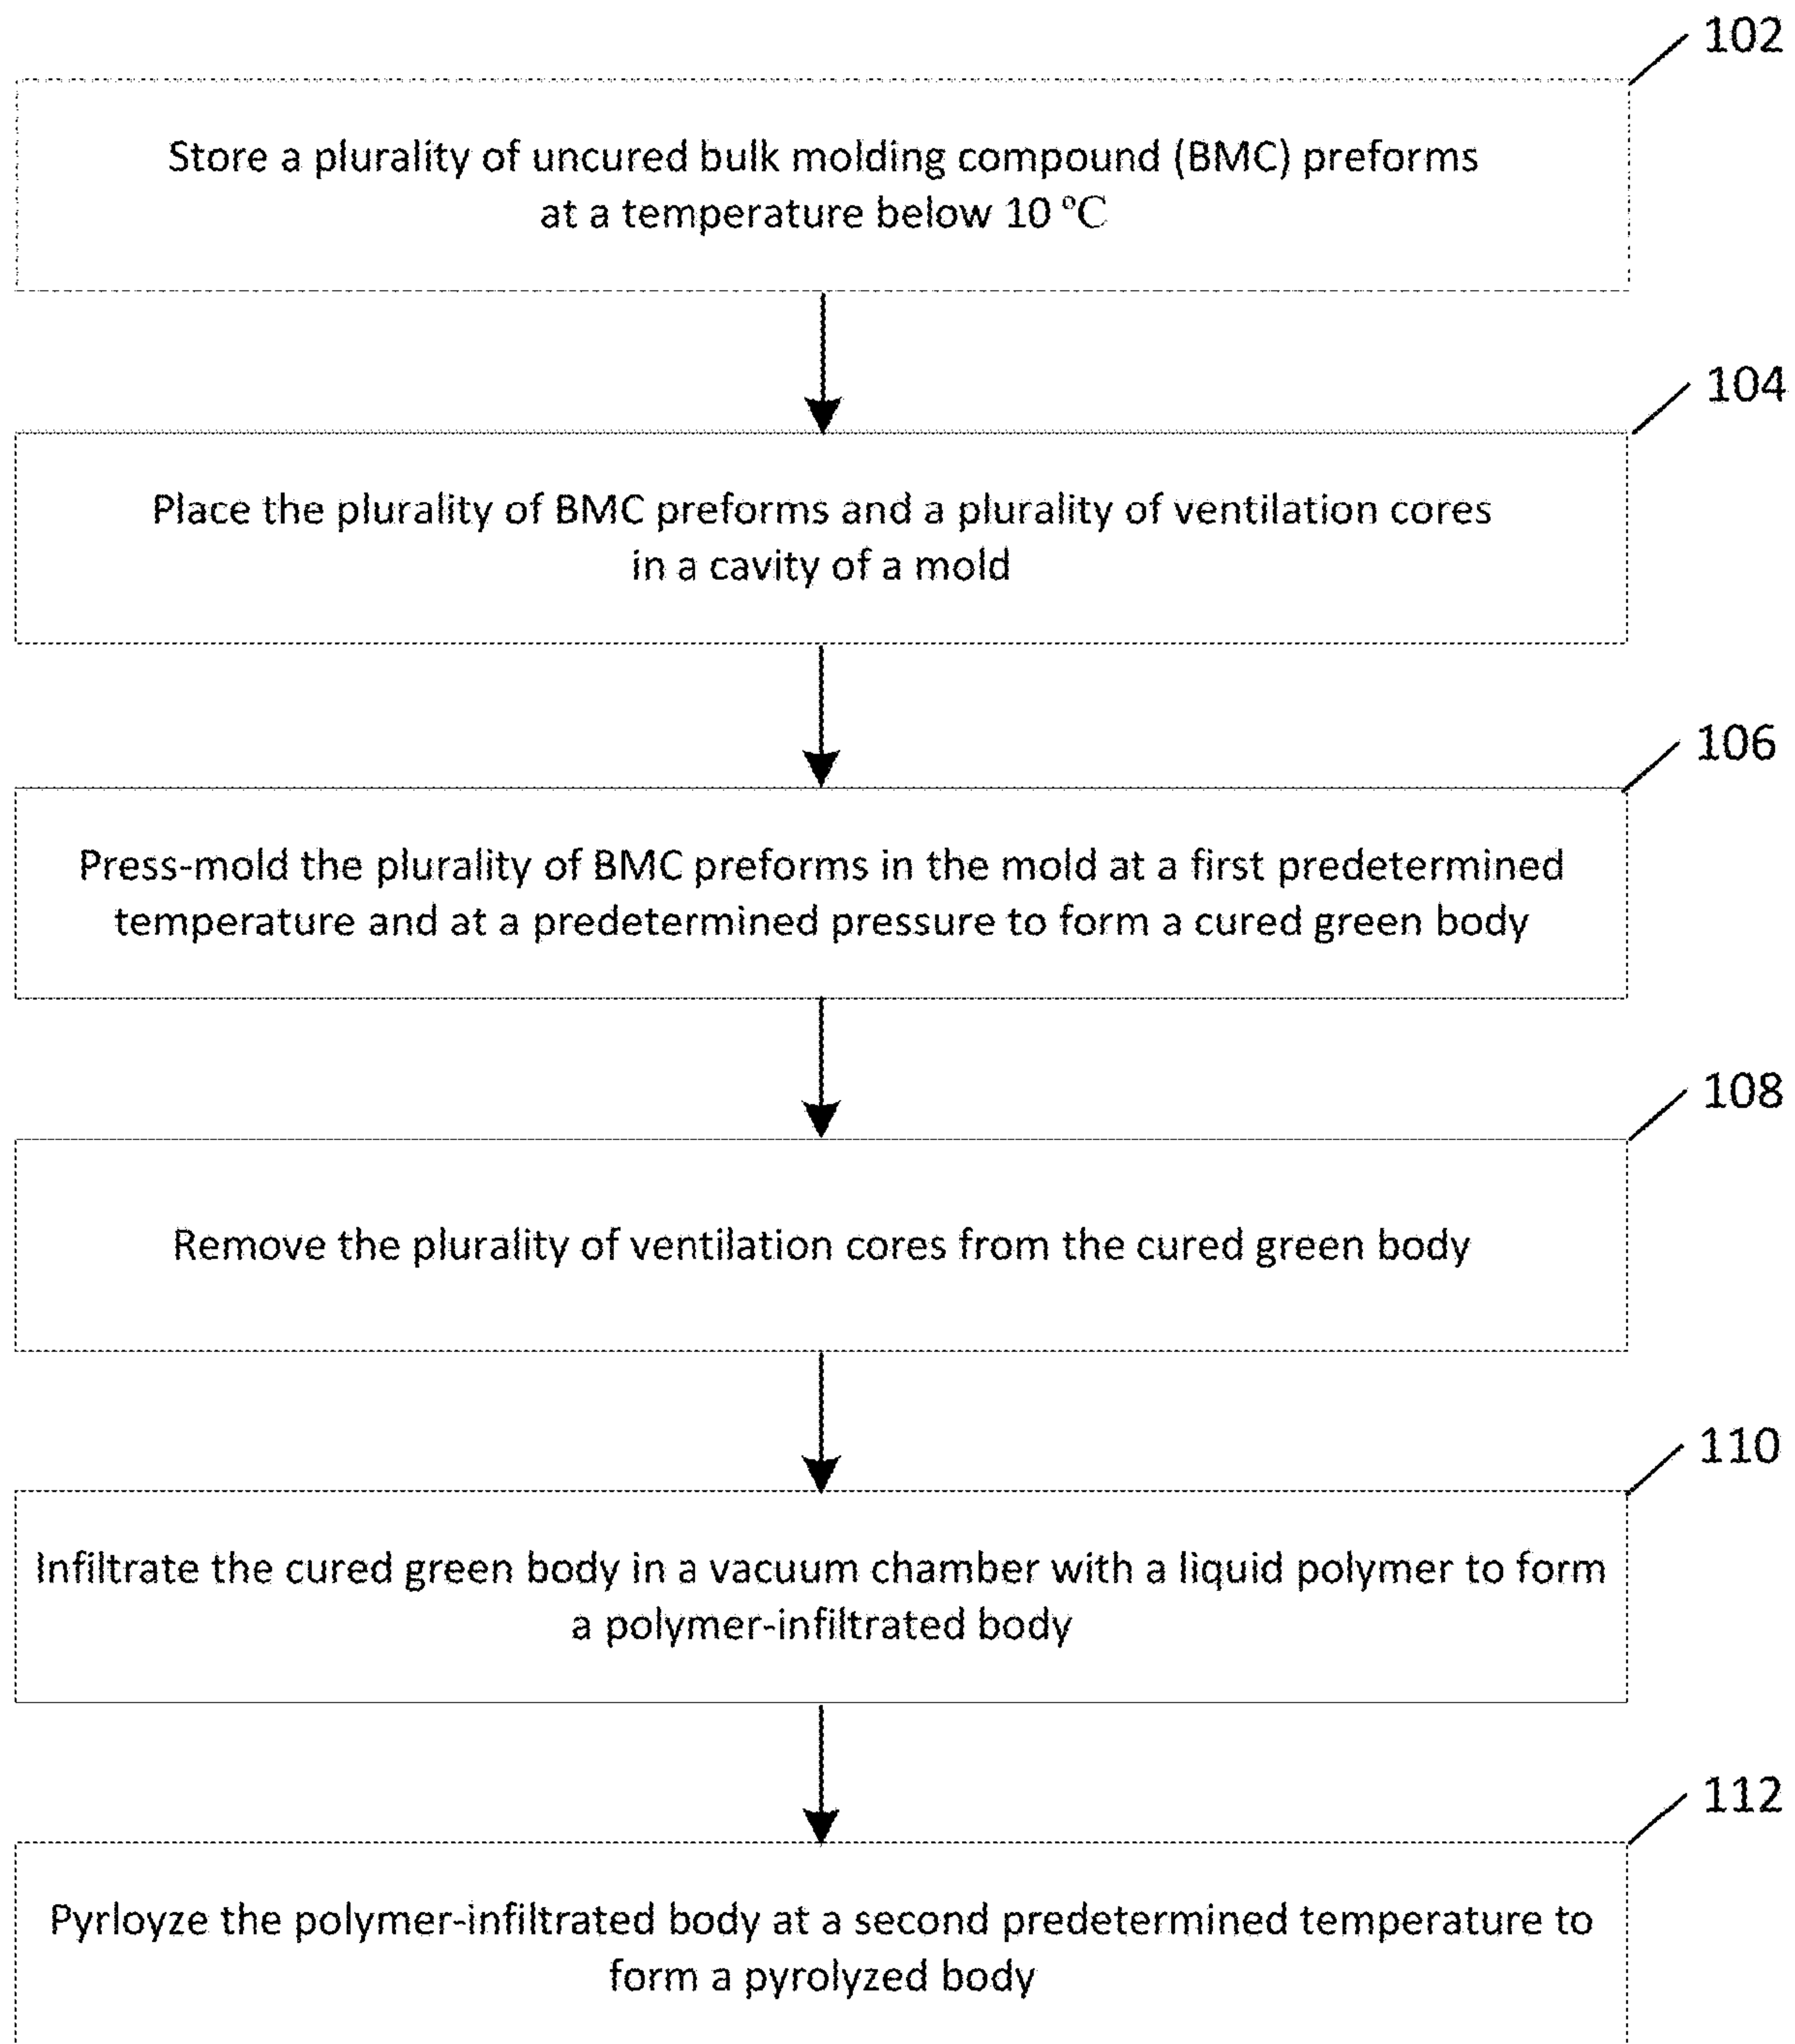 102
Store a plurality of uncured bulk molding compound (BMC) preforms
at a temperature below 10 °C
104
Place the plurality of BMC preforms and a plurality of ventilation cores
in a cavity of a mold
106
Press-mold the plurality of BMC preforms in the mold at a first predetermined
temperature and at a predetermined pressure to form a cured green body
108
Remove the plurality of ventilation cores from the cured green body
110
Infiltrate the cured green body in a vacuum chamber with a liquid polymer to form
a polymer-infiltrated body
112
Pyrloyze the polymer-infiltrated body at a second predetermined temperature to
form a pyrolyzed body